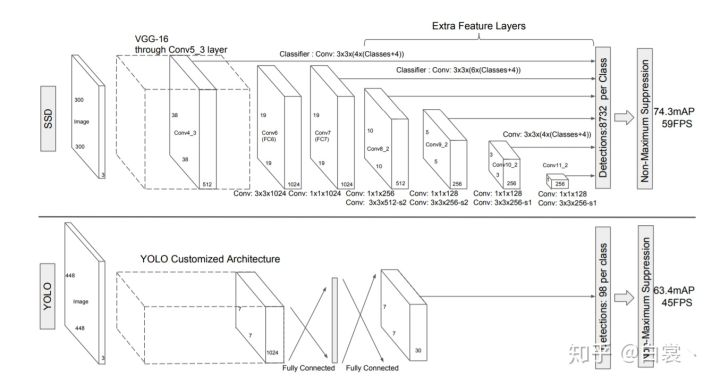 Extra Feature Layers
VGG-16
through Conv5_3 layer
Classifier : Conv: 3x3x(4x(Classes+4))
Classifier : Conv: 3x3x(6x(Classes+4))
SSD
300
Image
300
3
38
Conv4_3
38
512
19
Conv6
(FC6)
19
1024
19
Conv7
(FC7)
19
1024
10
Conv8_2
10
512
5
Conv9_2
5
256
Conv: 3x3x(4x(Classes+4))
3
Conv10_2
3
256
Conv11_2
256
Conv: 3x3x1024
Conv: 1x1x1024
Conv: 1x1x256
Conv: 3x3x512-s2
Conv: 1x1x128
Conv: 3x3x256-s2
Conv: 1x1x128
Conv: 3x3x256-s1
Conv: 1x1x128
Conv: 3x3x256-s1
Detections:8732 per Class
Non-Maximum Suppression
74.3mAP
59FPS
YOLO
448
Image
448
3
YOLO Customized Architecture
7
7
1024
Fully Connected
Fully Connected
7
7
30
etections: 98 per class
Non-Maximum Suppression
63.4mAP
45FPS
知乎 @白裳丶